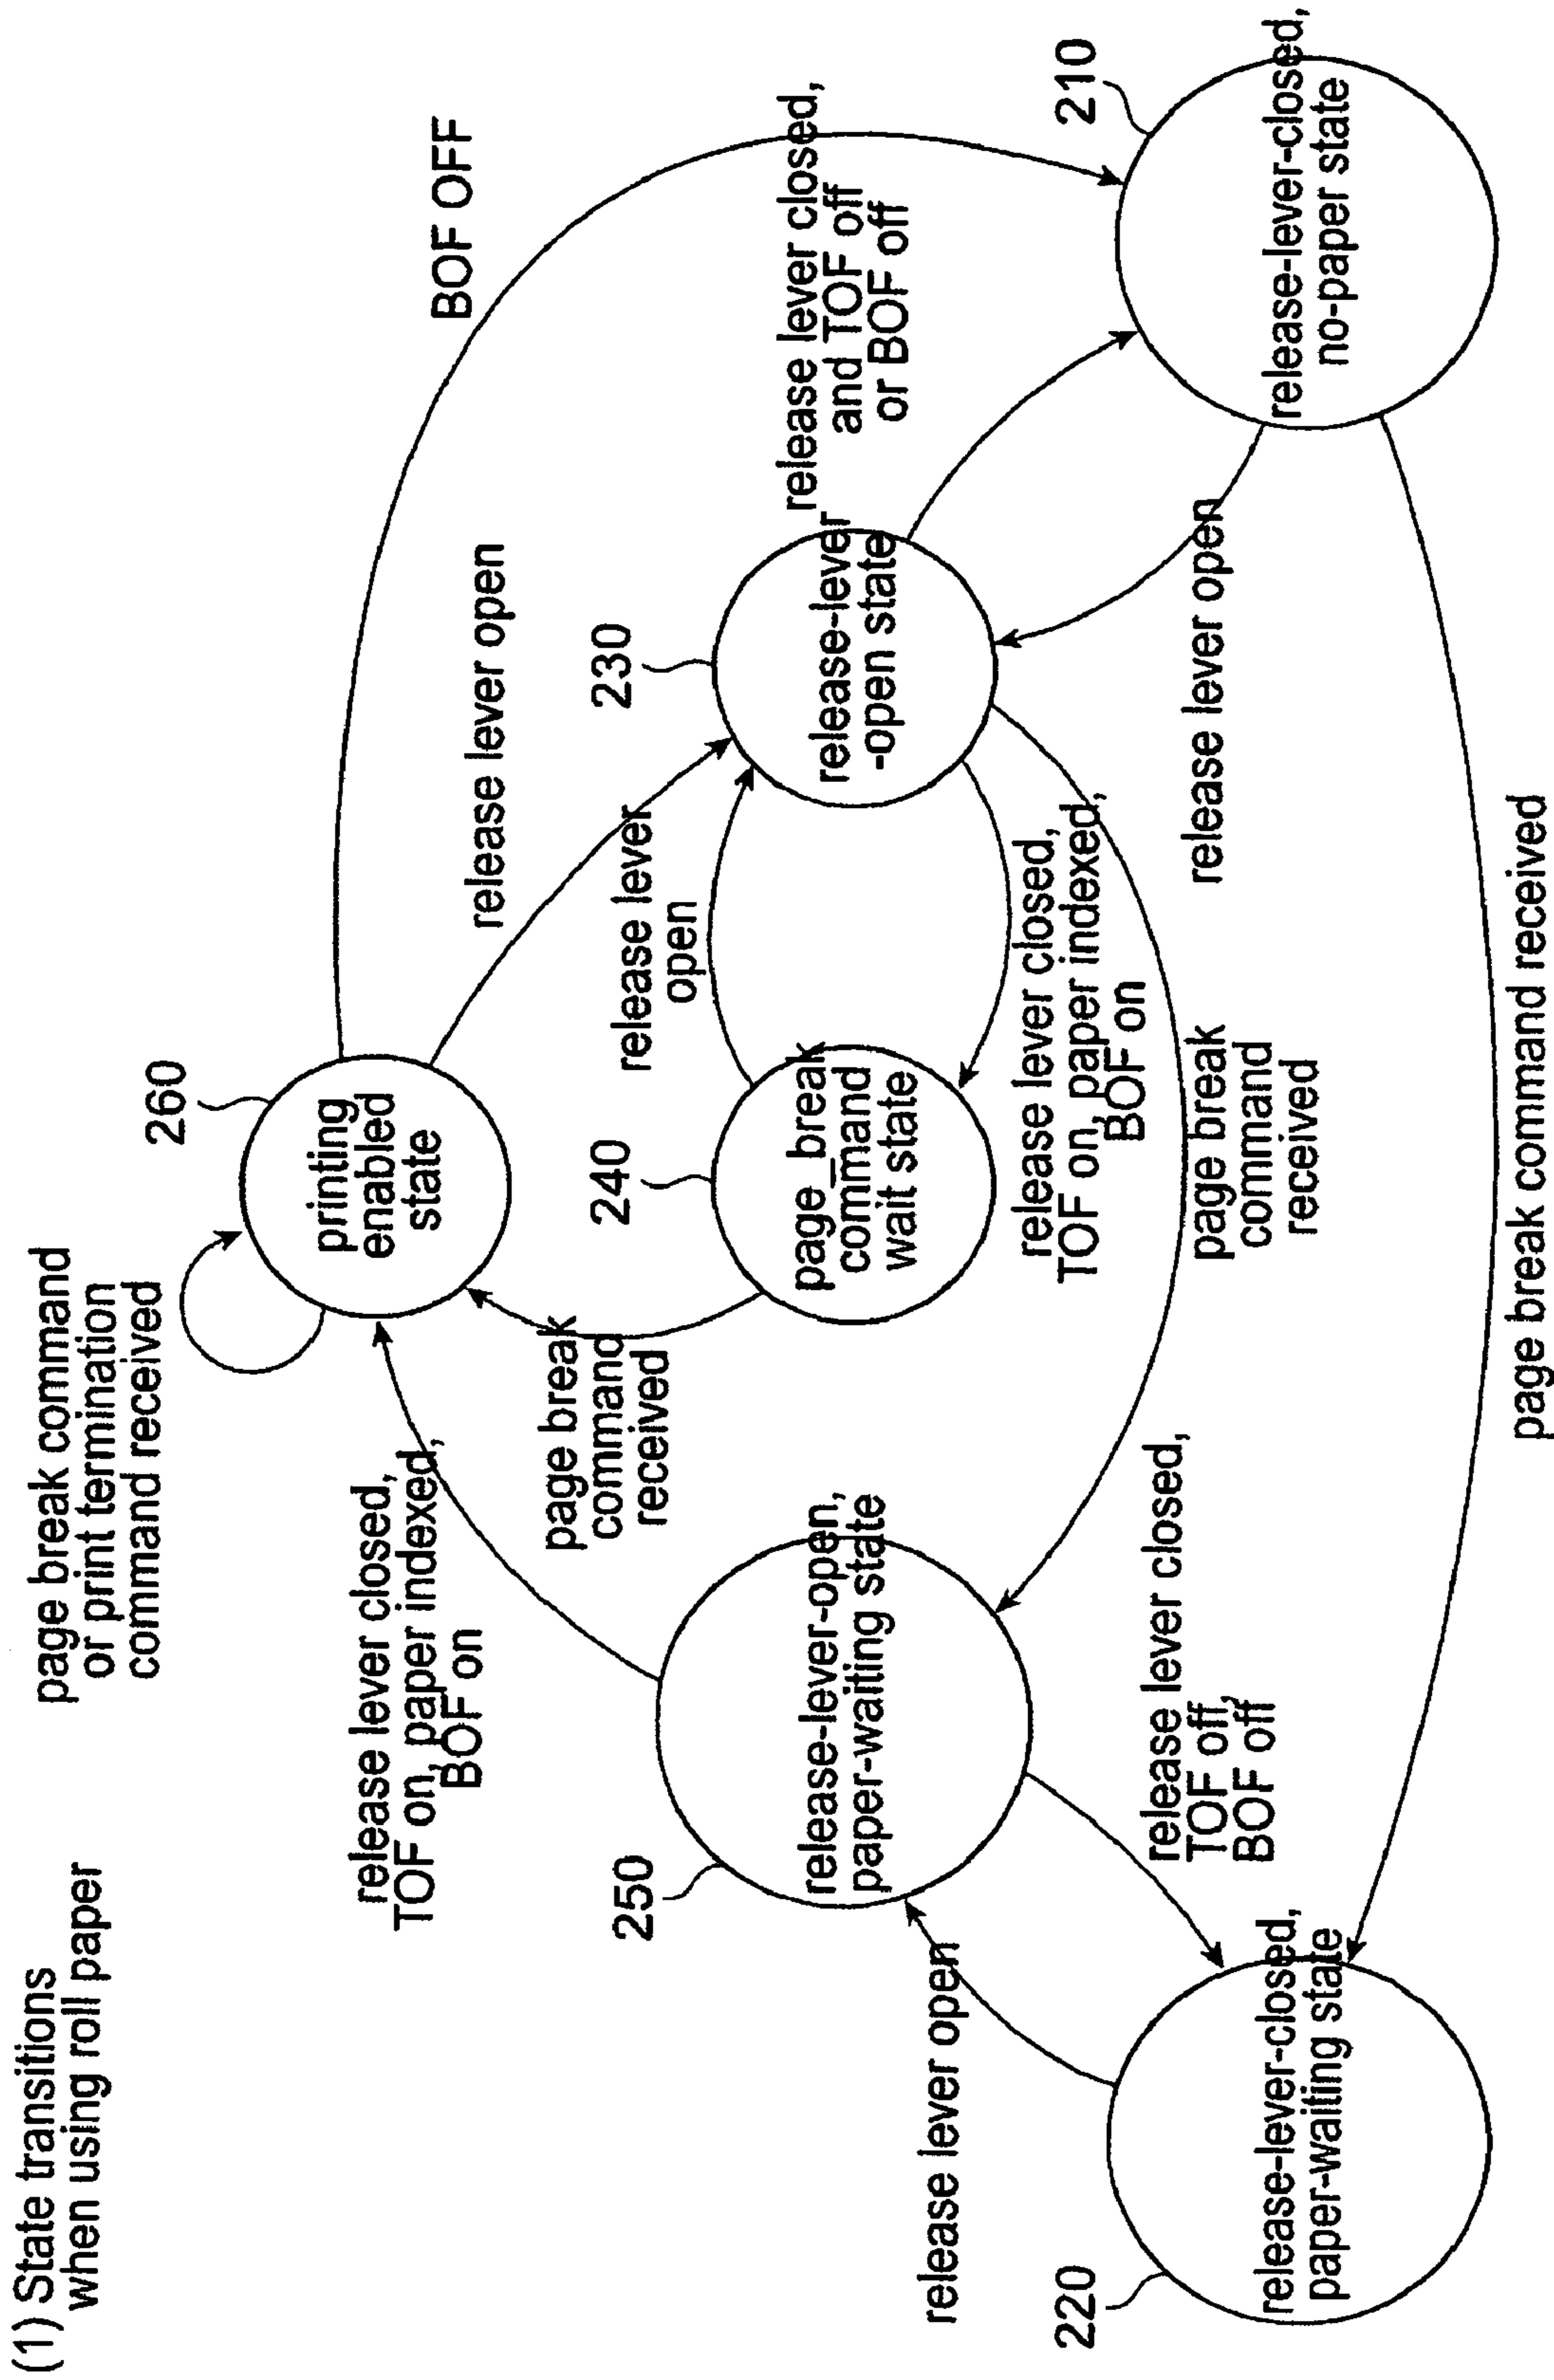 (1) State transitions
when using roll paper
page break command
or print termination
command received
260
printing
enabled
state
BOF OFF
release lever open
release lever closed,
TOF on, paper indexed,
BOF on
page break
command
received
release lever
open
250
release-lever-open,
paper-waiting state
240
page_break
command
wait state
230
release-lever
-open state
release lever closed,
and TOF off
or BOF off
210
release-lever-closed,
no-paper state
release lever closed,
TOF on, paper indexed,
BOF on
page break
command
received
release lever open
release lever open
release lever closed,
TOF off,
BOF off
220
release-lever-closed,
paper-waiting state
page break command received